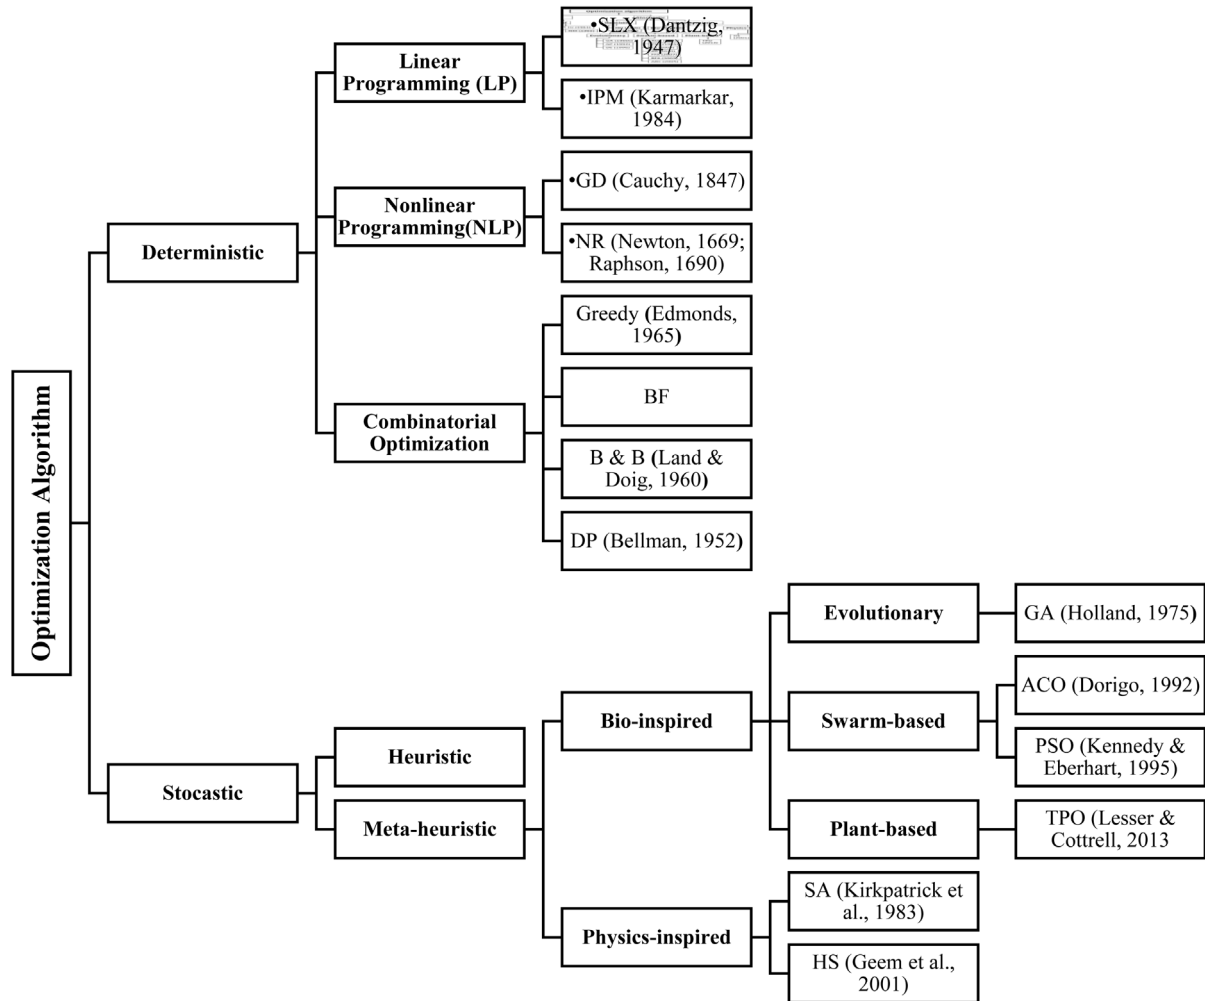 Optimization Algorithm
Deterministic
Linear
Programming (LP)
•SLX (Dantzig,
1947)
•IPM (Karmarkar,
1984)
Nonlinear
Programming(NLP)
•GD (Cauchy, 1847)
•NR (Newton, 1669;
Raphson, 1690)
Combinatorial
Optimization
Greedy (Edmonds,
1965)
BF
B & B (Land &
Doig, 1960)
DP (Bellman, 1952)
Stocastic
Heuristic
Meta-heuristic
Bio-inspired
Evolutionary
GA (Holland, 1975)
Swarm-based
ACO (Dorigo, 1992)
PSO (Kennedy &
Eberhart, 1995)
Plant-based
TPO (Lesser &
Cottrell, 2013
Physics-inspired
SA (Kirkpatrick et
al., 1983)
HS (Geem et al.,
2001)